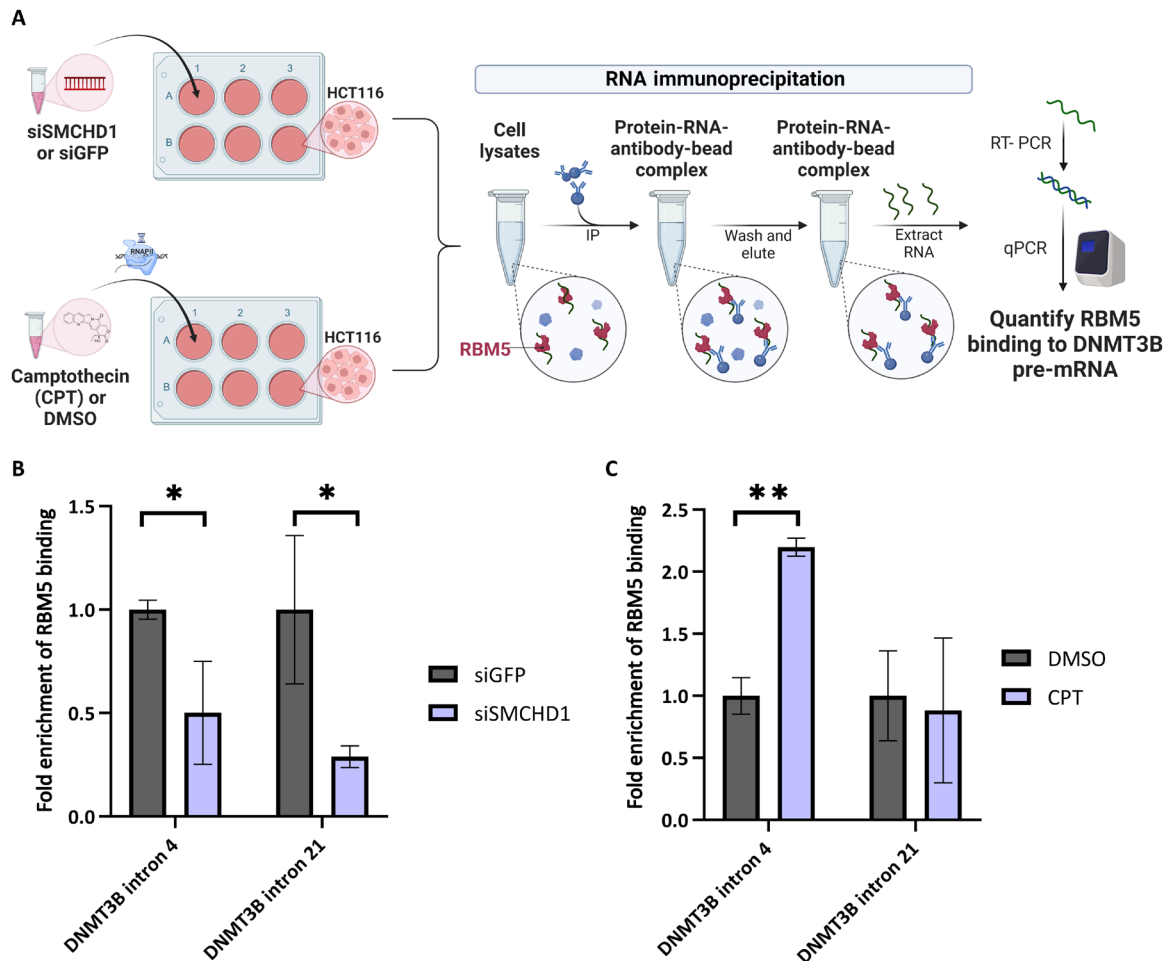 A
siSMCHD1
or siGFP
1
2
3
A
B
HCT116
RNAPII
Camptothecin
(CPT) or
DMSO
1
2
3
A
B
HCT116
RNA immunoprecipitation
Cell
lysates
Protein-RNA-
antibody-bead
complex
Protein-RNA-
antibody-bead
complex
IP
Wash and
elute
Extract
RNA
RBM5
RT- PCR
qPCR
Quantify RBM5
binding to DNMT3B
pre-mRNA
B
Fold enrichment of RBM5 binding
1.5
1.0
0.5
0.0
*
*
DNMT3B intron 4
DNMT3B intron 21
siGFP
siSMCHD1
C
Fold enrichment of RBM5 binding
2.5
2.0
1.5
1.0
0.5
0.0
**
DNMT3B intron 4
DNMT3B intron 21
DMSO
CPT